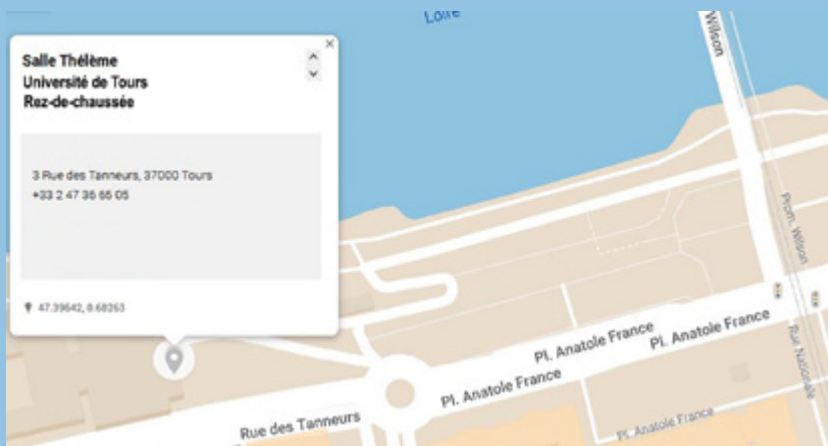 Loire
Wilson
Salle Thélème
Université de Tours
Rez-de-chaussée
3 Rue des Tanneurs, 37000 Tours
+33 2 47 36 66 05
47.39642, 0.68263
Prom. Wilson
Pl. Anatole France
Pl. Anatole France
Rue Nationale
Pl. Anatole France
Rue des Tanneurs
Pl. Anatole France